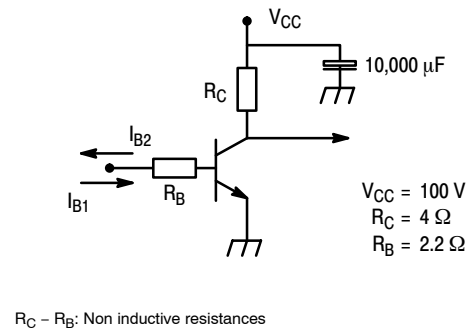 VCC
10,000 μF
RC
IB2
RB
IB1
VCC = 100 V
RC = 4 Ω
RB = 2.2 Ω
RC – RB: Non inductive resistances